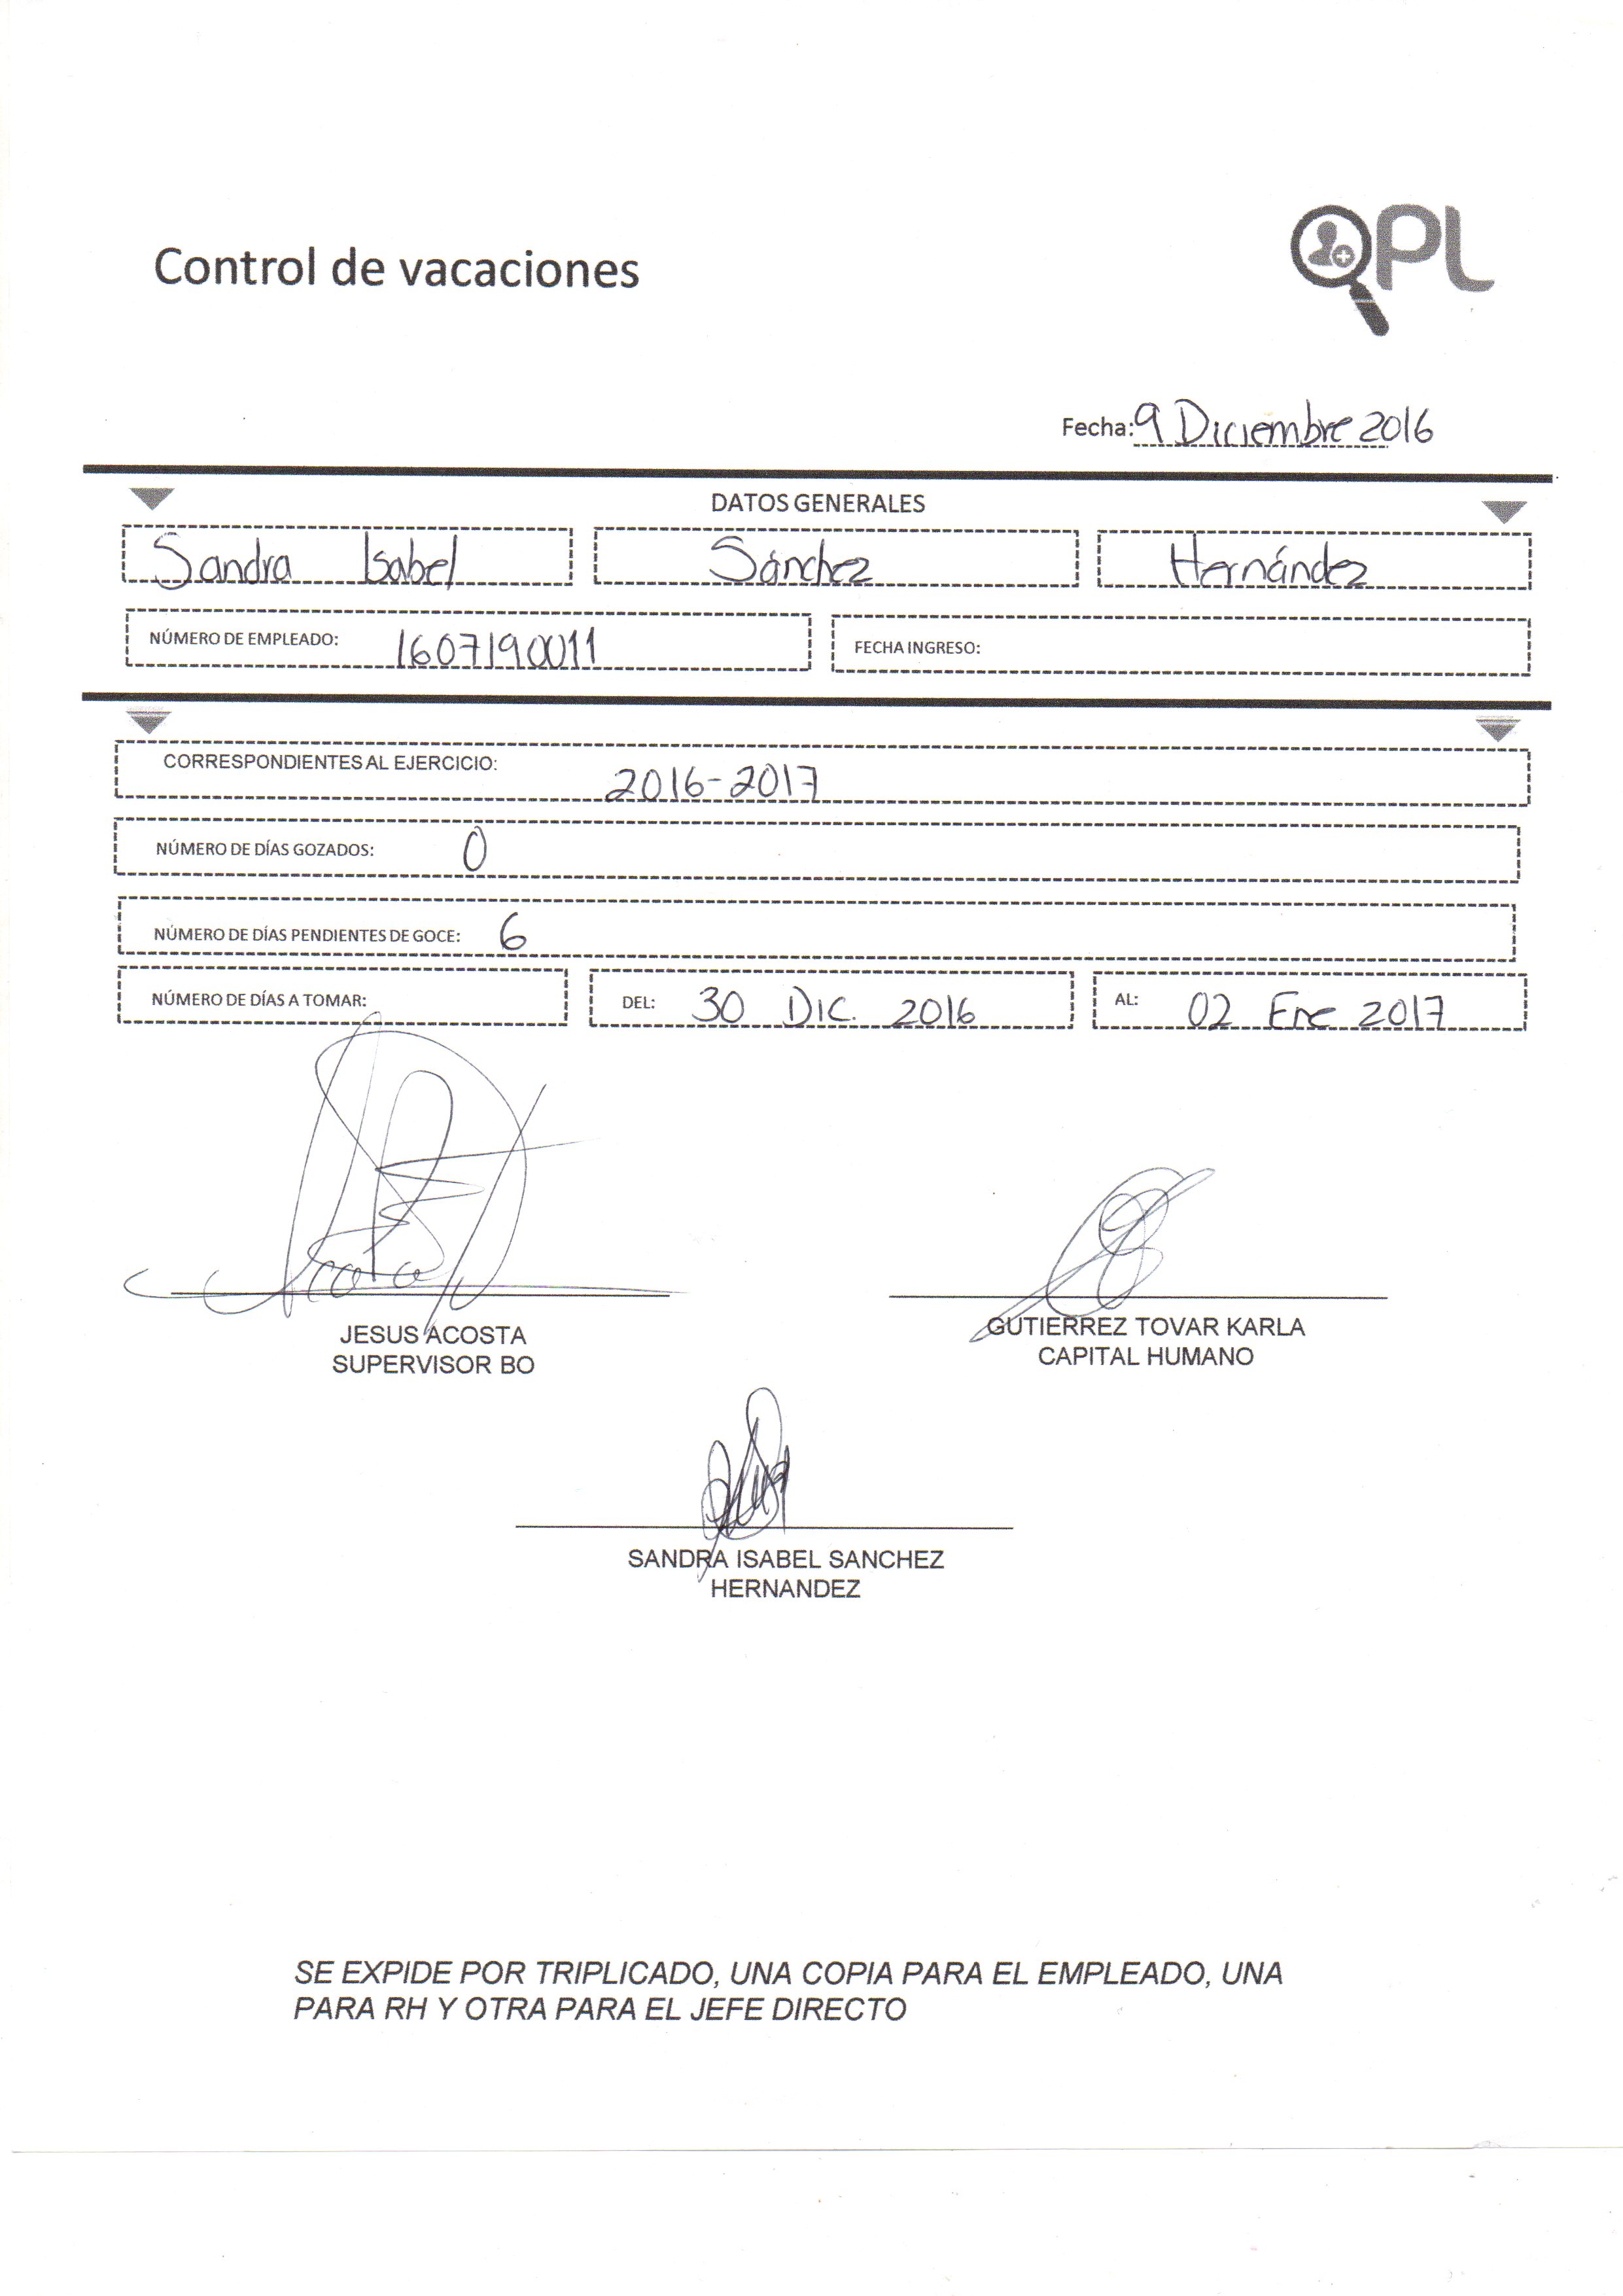 QPL
Control de vacaciones
Fecha: 9 Diciembre 2016
DATOS GENERALES
Sandra Isabel Sánchez Hernández
NÚMERO DE EMPLEADO: 1607190011 FECHA INGRESO:
CORRESPONDIENTES AL EJERCICIO: 2016-2017
NÚMERO DE DÍAS GOZADOS: 0
NÚMERO DE DÍAS PENDIENTES DE GOCE: 6
NÚMERO DE DÍAS A TOMAR: DEL: 30 Dic. 2016 AL: 02 Ene 2017
JESUS ACOSTA GUTIERREZ TOVAR KARLA
SUPERVISOR BO CAPITAL HUMANO
SANDRA ISABEL SANCHEZ
HERNANDEZ
SE EXPIDE POR TRIPLICADO, UNA COPIA PARA EL EMPLEADO, UNA
PARA RH Y OTRA PARA EL JEFE DIRECTO